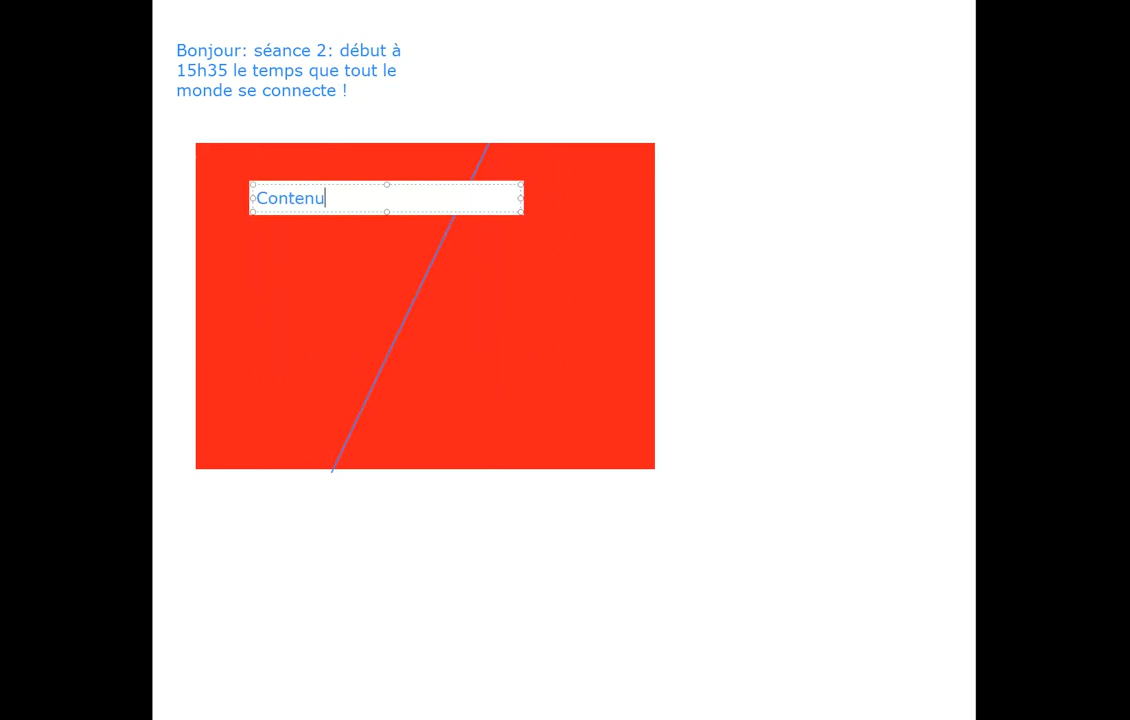 Bonjour: séance 2: début à
15h35 le temps que tout le
monde se connecte !
Contenu